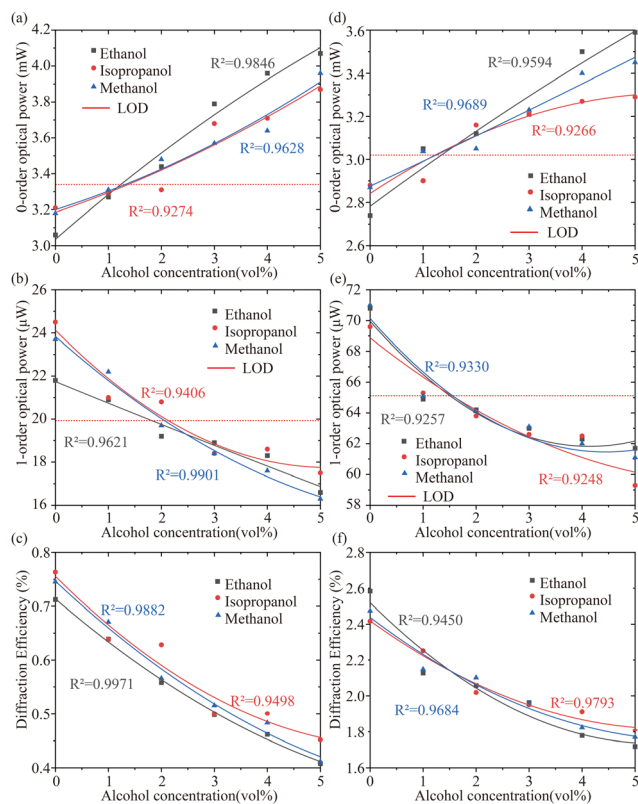 (a)
4.2
4.0
3.8
3.6
3.4
3.2
3.0
0-order optical power (mW)
Ethanol
Isopropanol
Methanol
LOD
R²=0.9846
R²=0.9628
R²=0.9274
0 1 2 3 4 5
Alcohol concentration(vol%)
(d)
3.6
3.4
3.2
3.0
2.8
2.6
0-order optical power (mW)
R²=0.9594
R²=0.9689
R²=0.9266
Ethanol
Isopropanol
Methanol
LOD
0 1 2 3 4 5
Alcohol concentration(vol%)
(b)
26
24
22
20
18
16
1-order optical power (μW)
Ethanol
Isopropanol
Methanol
LOD
R²=0.9406
R²=0.9621
R²=0.9901
0 1 2 3 4 5
Alcohol concentration(vol%)
(e)
72
70
68
66
64
62
60
58
1-order optical power (μW)
R²=0.9330
R²=0.9257
R²=0.9248
Ethanol
Isopropanol
Methanol
LOD
0 1 2 3 4 5
Alcohol concentration(vol%)
(c)
0.8
0.7
0.6
0.5
0.4
Diffraction Efficiency (%)
Ethanol
Isopropanol
Methanol
R²=0.9882
R²=0.9971
R²=0.9498
0 1 2 3 4 5
Alcohol concentration(vol%)
(f)
2.8
2.6
2.4
2.2
2.0
1.8
1.6
Diffraction Efficiency (%)
Ethanol
Isopropanol
Methanol
R²=0.9450
R²=0.9793
R²=0.9684
0 1 2 3 4 5
Alcohol concentration(vol%)